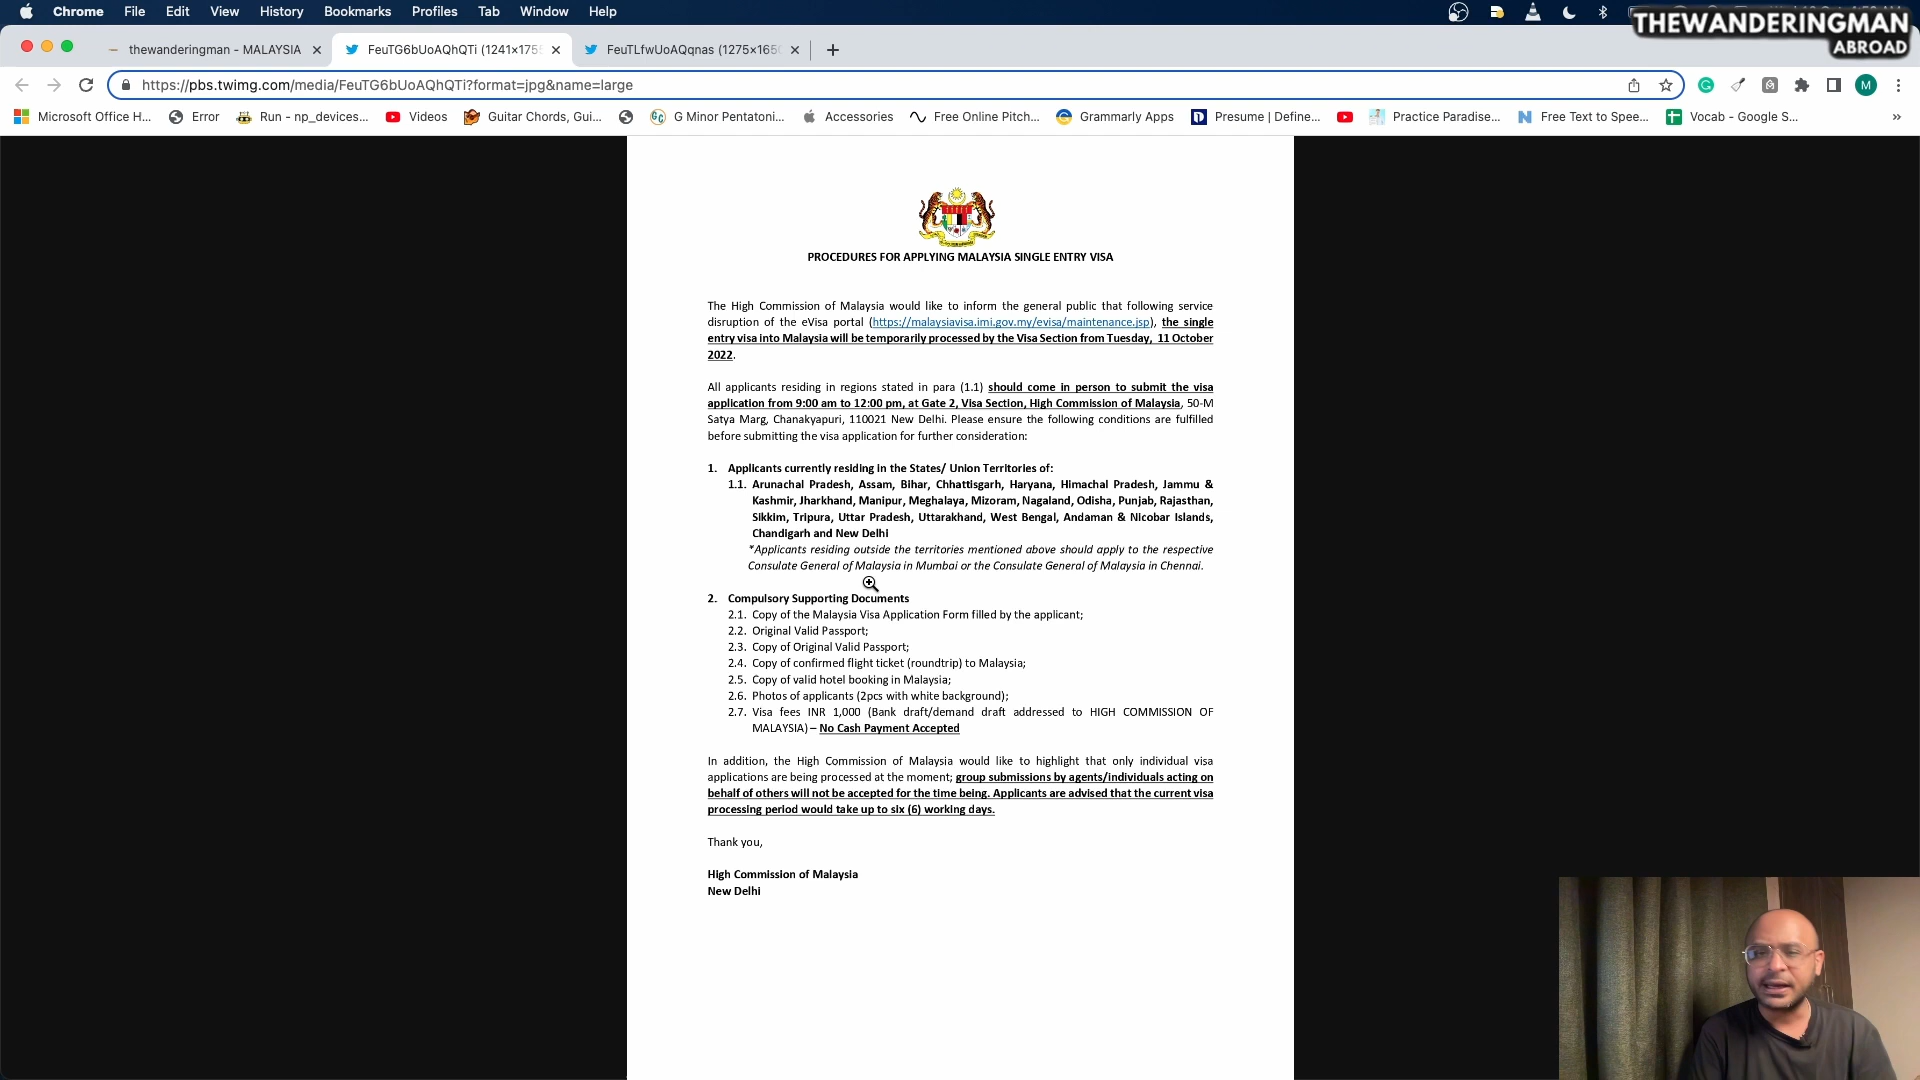 Chrome File Edit View History Bookmarks Profiles Tab Window Help
THEWANDERINGMAN
ABROAD
thewanderingman - MALAYSIA
FeuTG6bUoAQhQTi (1241×1755
FeuTLfwUoAQqnas (1275×1650
https://pbs.twimg.com/media/FeuTG6bUoAQhQTi?format=jpg&name=large
M
Microsoft Office H... Error Run - np_devices... Videos Guitar Chords, Gui... G Minor Pentatoni... Accessories Free Online Pitch... Grammarly Apps Presume | Define... Practice Paradise... Free Text to Spee... Vocab - Google S... »
PROCEDURES FOR APPLYING MALAYSIA SINGLE ENTRY VISA
The High Commission of Malaysia would like to inform the general public that following service
disruption of the eVisa portal (https://malaysiavisa.imi.gov.my/evisa/maintenance.jsp), the single
entry visa into Malaysia will be temporarily processed by the Visa Section from Tuesday, 11 October
2022.
All applicants residing in regions stated in para (1.1) should come in person to submit the visa
application from 9:00 am to 12:00 pm, at Gate 2, Visa Section, High Commission of Malaysia, 50-M
Satya Marg, Chanakyapuri, 110021 New Delhi. Please ensure the following conditions are fulfilled
before submitting the visa application for further consideration:
1. Applicants currently residing in the States/ Union Territories of:
1.1. Arunachal Pradesh, Assam, Bihar, Chhattisgarh, Haryana, Himachal Pradesh, Jammu &
Kashmir, Jharkhand, Manipur, Meghalaya, Mizoram, Nagaland, Odisha, Punjab, Rajasthan,
Sikkim, Tripura, Uttar Pradesh, Uttarakhand, West Bengal, Andaman & Nicobar Islands,
Chandigarh and New Delhi
*Applicants residing outside the territories mentioned above should apply to the respective
Consulate General of Malaysia in Mumbai or the Consulate General of Malaysia in Chennai.
2. Compulsory Supporting Documents
2.1. Copy of the Malaysia Visa Application Form filled by the applicant;
2.2. Original Valid Passport;
2.3. Copy of Original Valid Passport;
2.4. Copy of confirmed flight ticket (roundtrip) to Malaysia;
2.5. Copy of valid hotel booking in Malaysia;
2.6. Photos of applicants (2pcs with white background);
2.7. Visa fees INR 1,000 (Bank draft/demand draft addressed to HIGH COMMISSION OF
MALAYSIA) – No Cash Payment Accepted
In addition, the High Commission of Malaysia would like to highlight that only individual visa
applications are being processed at the moment; group submissions by agents/individuals acting on
behalf of others will not be accepted for the time being. Applicants are advised that the current visa
processing period would take up to six (6) working days.
Thank you,
High Commission of Malaysia
New Delhi